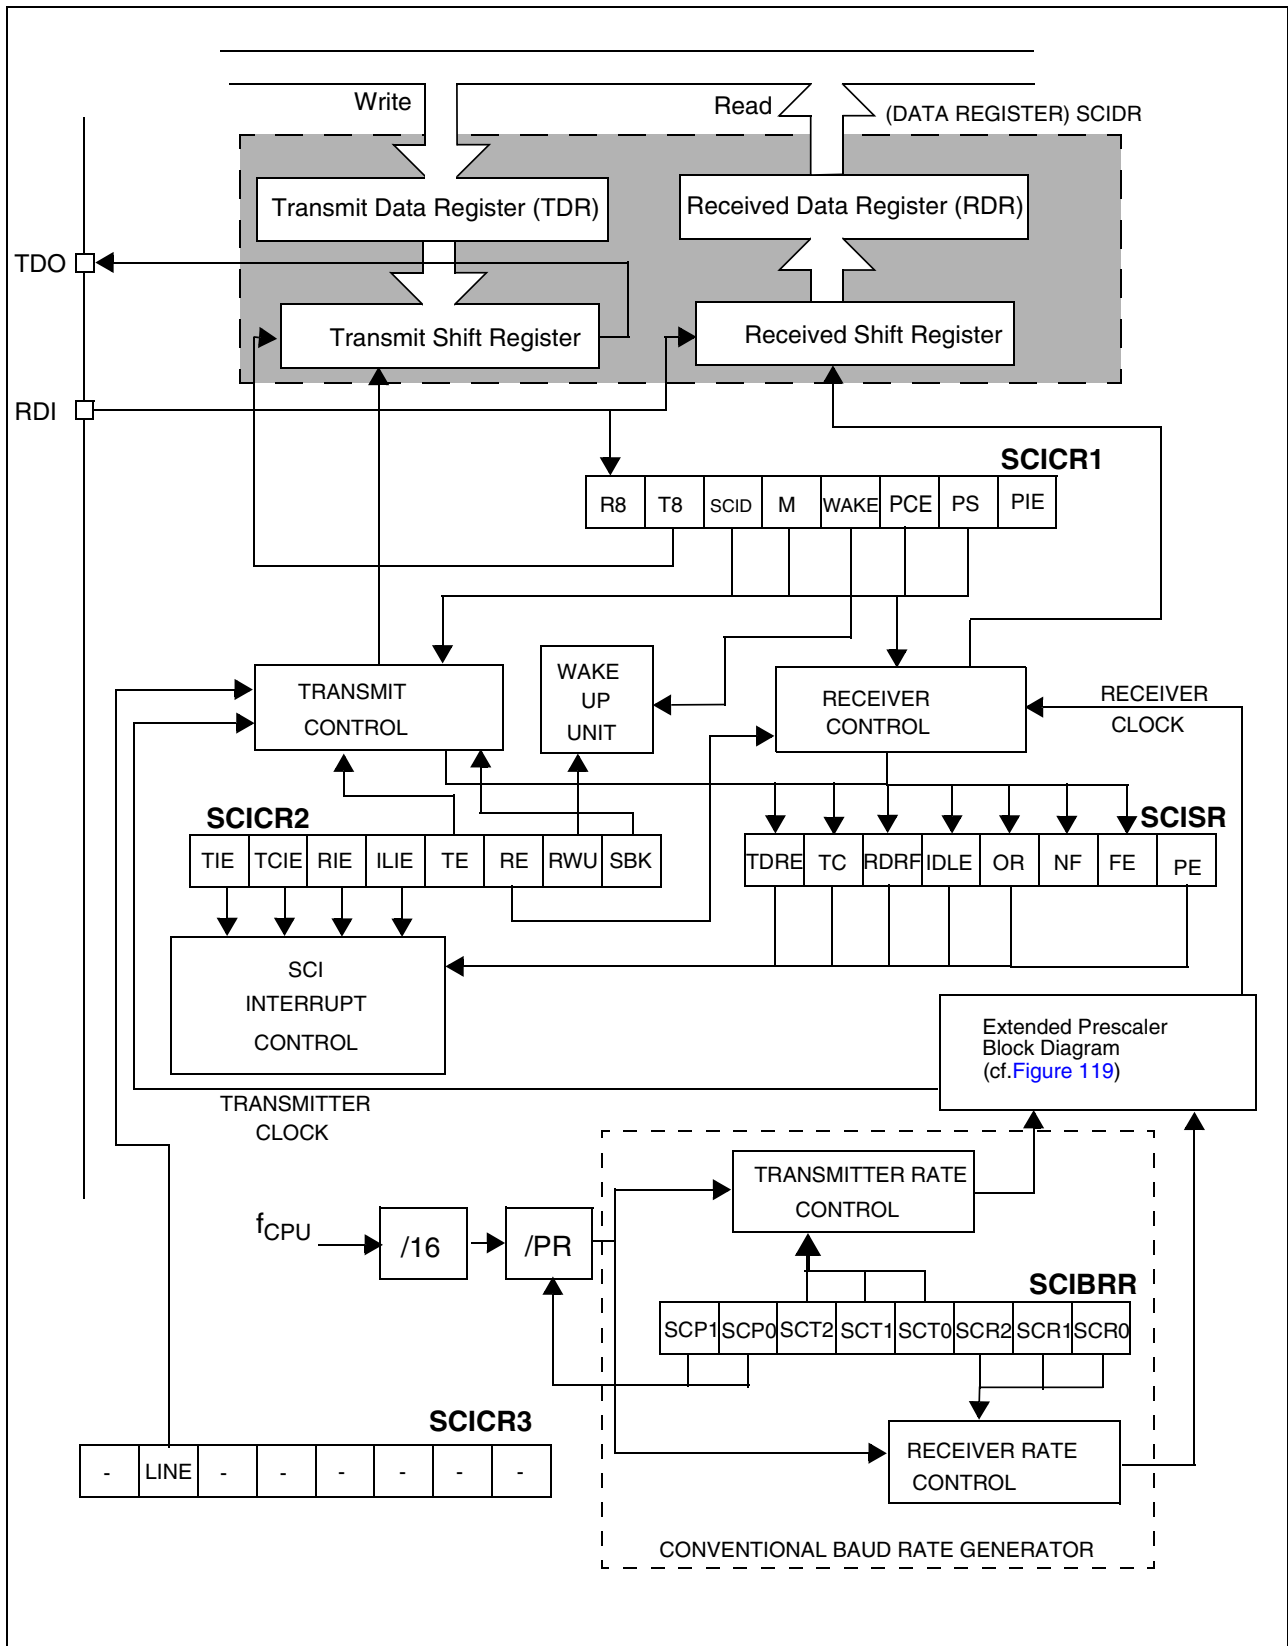 Write
Read
(DATA REGISTER) SCIDR
Transmit Data Register (TDR)
Received Data Register (RDR)
TDO
Transmit Shift Register
Received Shift Register
RDI
SCICR1
R8 T8 SCID M WAKE PCE PS PIE
TRANSMIT
CONTROL
WAKE
UP
UNIT
RECEIVER
CONTROL
RECEIVER
CLOCK
SCICR2
TIE TCIE RIE ILIE TE RE RWU SBK
SCISR
TDRE TC RDRF IDLE OR NF FE PE
SCI
INTERRUPT
CONTROL
Extended Prescaler
Block Diagram
(cf.Figure 119)
TRANSMITTER
CLOCK
TRANSMITTER RATE
CONTROL
fCPU
/16
/PR
SCIBRR
SCP1 SCP0 SCT2 SCT1 SCT0 SCR2 SCR1 SCR0
SCICR3
- LINE - - - - - -
RECEIVER RATE
CONTROL
CONVENTIONAL BAUD RATE GENERATOR